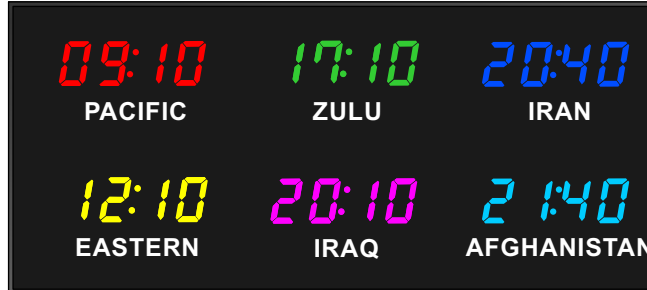 09:10 17:10 20:40
PACIFIC ZULU IRAN
12:10 20:10 21:40
EASTERN IRAQ AFGHANISTAN